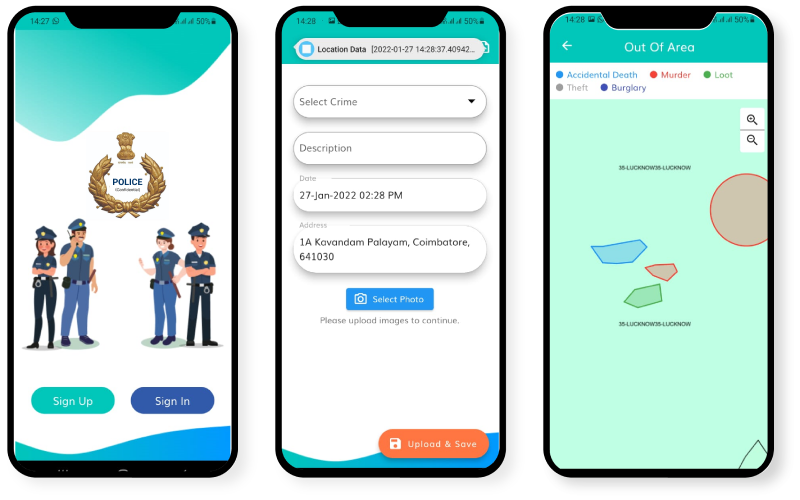 14:27
50%
POLICE
(Confidential)
Sign Up
Sign In
14:28
50%
Location Data [2022-01-27 14:28:37.40942...
Select Crime
Description
Date
27-Jan-2022 02:28 PM
Address
1A Kavandam Palayam, Coimbatore,
641030
Select Photo
Please upload images to continue.
Upload & Save
14:28
50%
Out Of Area
Accidental Death
Murder
Loot
Theft
Burglary
35-LUCKNOW35-LUCKNOW
35-LUCKNOW35-LUCKNOW